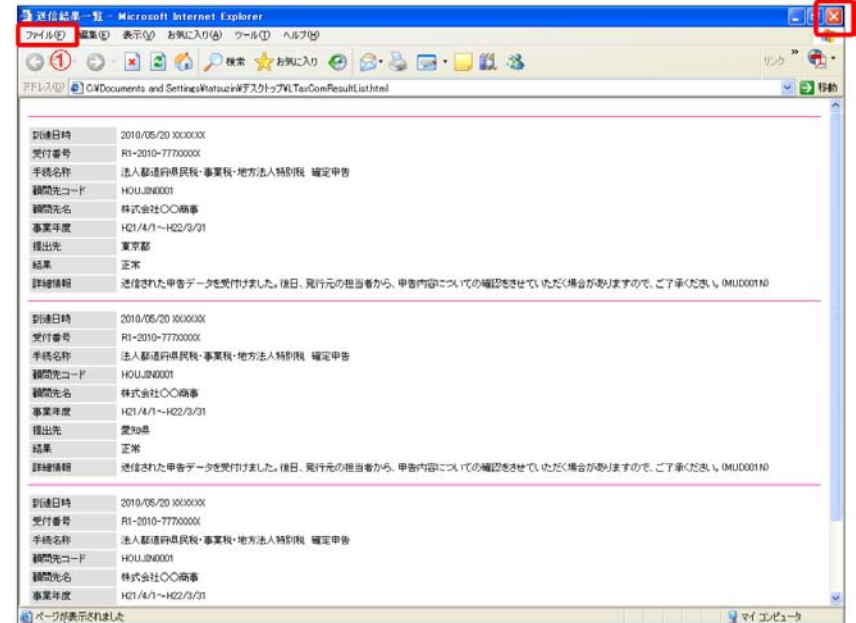 送信結果一覧 - Microsoft Internet Explorer
ファイル(F) 編集(E) 表示(V) お気に入り(A) ツール(T) ヘルプ(H)
① 検索 お気に入り リンク »
アドレス(D) C:¥Documents and Settings¥tatsuzin¥デスクトップ¥LTaxComResultList.html 移動
到達日時 2010/05/20 XX:XX:XX
受付番号 R1-2010-777XXXXX
手続名称 法人都道府県民税・事業税・地方法人特別税 確定申告
顧問先コード HOUJIN0001
顧問先名 株式会社〇〇商事
事業年度 H21/4/1～H22/3/31
提出先 東京都
結果 正常
詳細情報 送信された申告データを受付けました。後日、発行元の担当者から、申告内容についての確認をさせていただく場合がありますので、ご了承ください。(MUD001N)
到達日時 2010/05/20 XX:XX:XX
受付番号 R1-2010-777XXXXX
手続名称 法人都道府県民税・事業税・地方法人特別税 確定申告
顧問先コード HOUJIN0001
顧問先名 株式会社〇〇商事
事業年度 H21/4/1～H22/3/31
提出先 愛知県
結果 正常
詳細情報 送信された申告データを受付けました。後日、発行元の担当者から、申告内容についての確認をさせていただく場合がありますので、ご了承ください。(MUD001N)
到達日時 2010/05/20 XX:XX:XX
受付番号 R1-2010-777XXXXX
手続名称 法人都道府県民税・事業税・地方法人特別税 確定申告
顧問先コード HOUJIN0001
顧問先名 株式会社〇〇商事
事業年度 H21/4/1～H22/3/31
ページが表示されました マイ コンピュータ